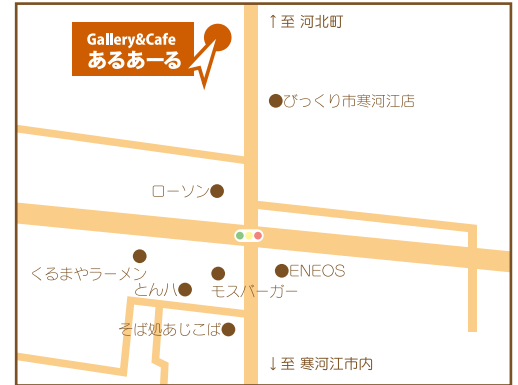 ↑至 河北町
Gallery&Cafe
あるあーる
びっくり市寒河江店
ローソン
くるまやラーメン
ENEOS
とん八
モスバーガー
そば処あじこば
↓至 寒河江市内